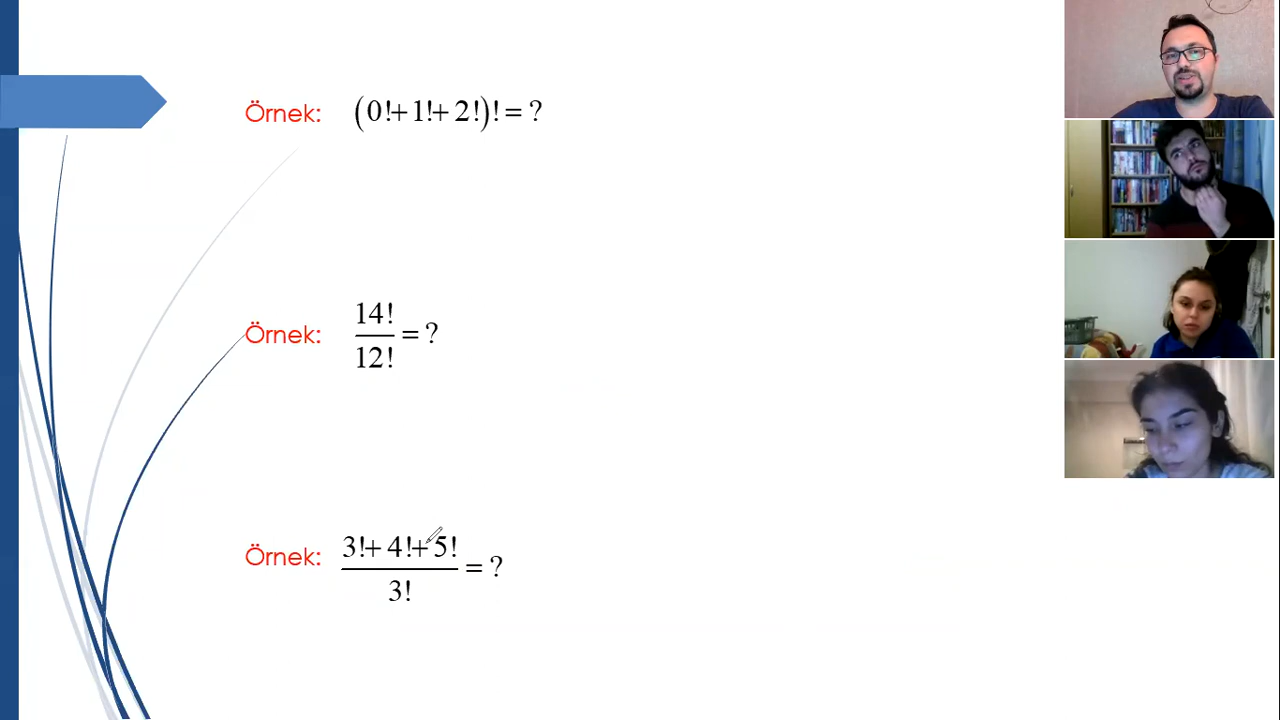 Örnek: (0!+1!+2!)! = ?
Örnek: 14!/12! = ?
Örnek: (3!+4!+5!)/3! = ?